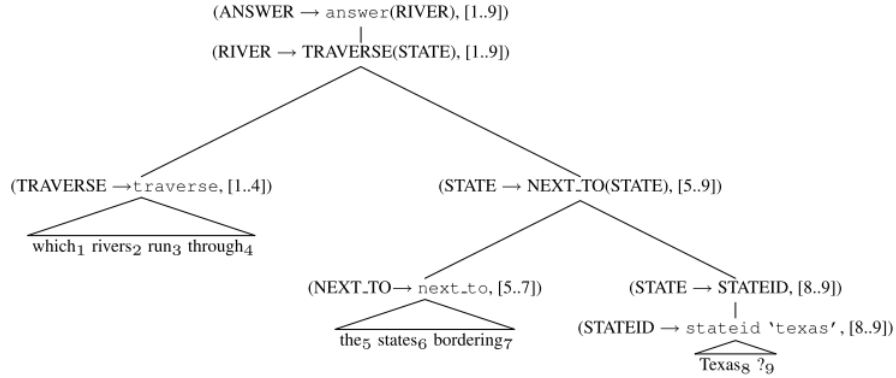 (ANSWER → answer(RIVER), [1..9])
(RIVER → TRAVERSE(STATE), [1..9])
(TRAVERSE →traverse, [1..4]) (STATE → NEXT_TO(STATE), [5..9])
which₁ rivers₂ run₃ through₄
(NEXT_TO→ next_to, [5..7]) (STATE → STATEID, [8..9])
(STATEID → stateid ‘texas’, [8..9])
the₅ states₆ bordering₇
Texas₈ ?₉